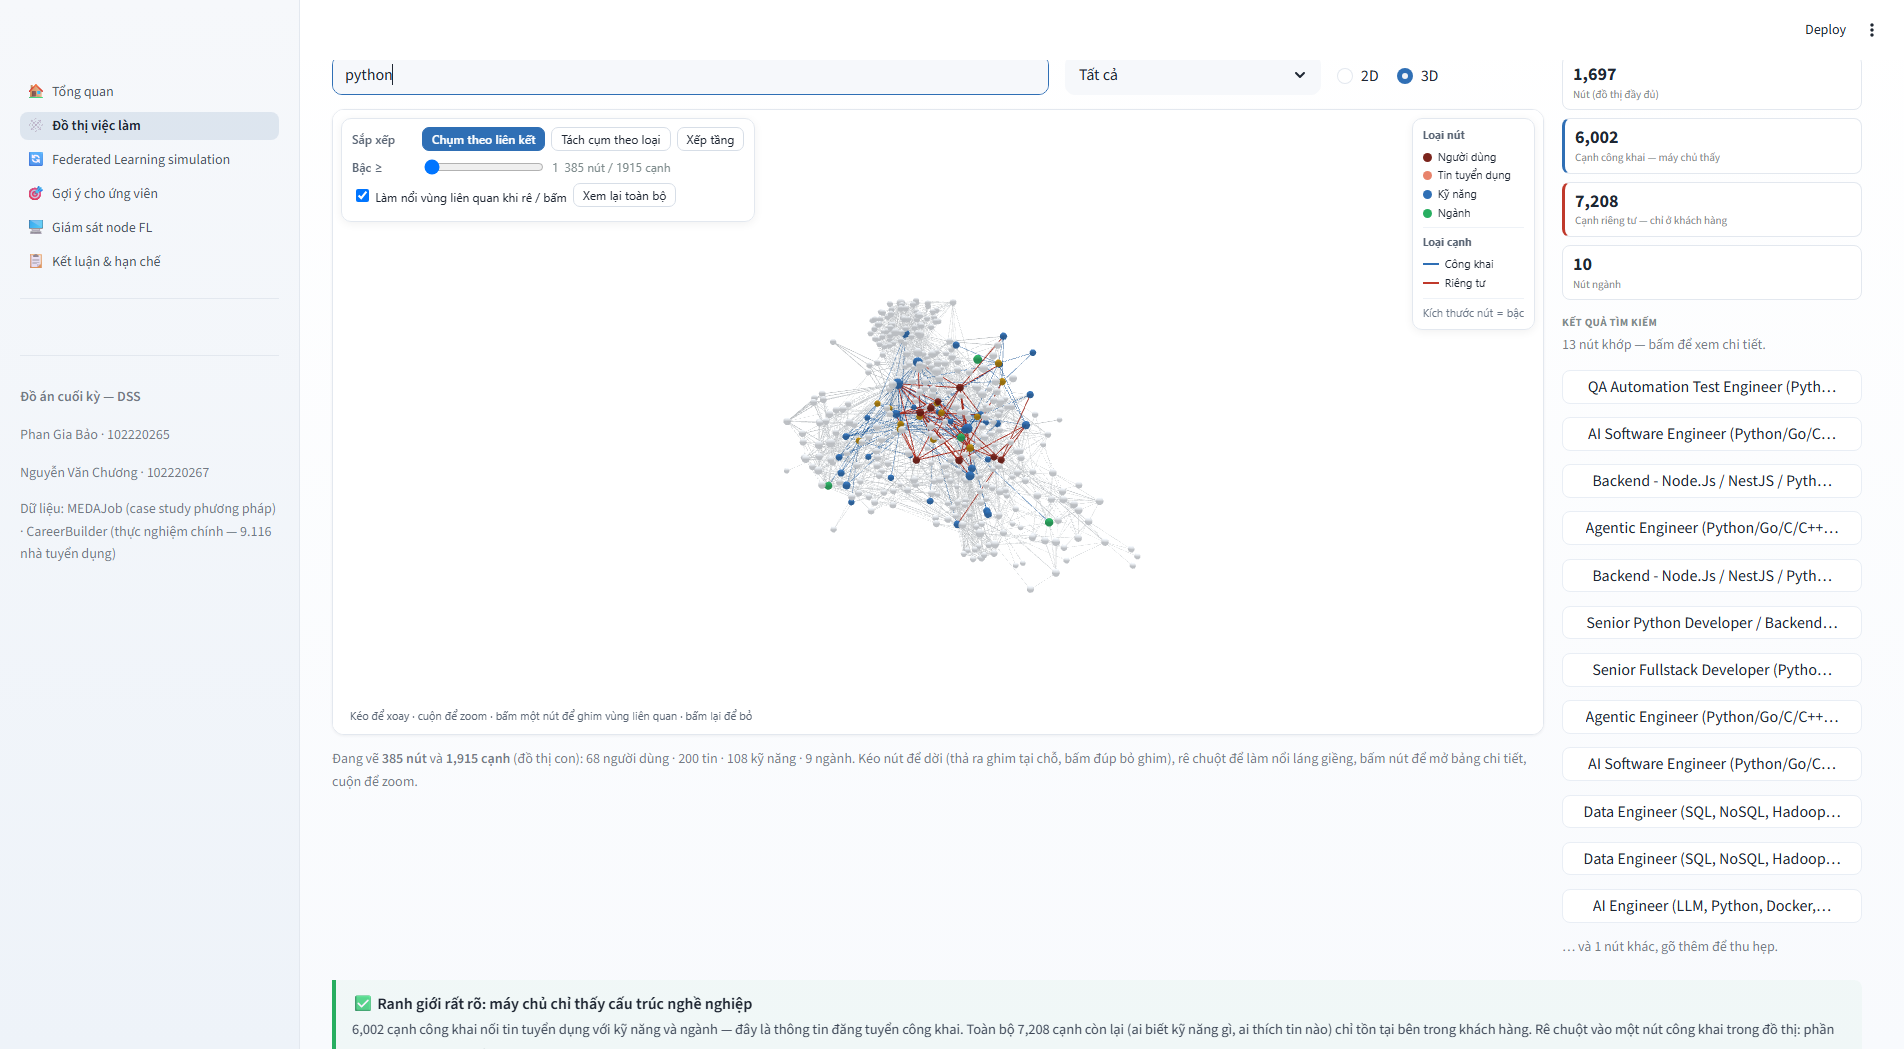 Deploy
Tổng quan
Đồ thị việc làm
Federated Learning simulation
Gợi ý cho ứng viên
Giám sát node FL
Kết luận & hạn chế
Đồ án cuối kỳ — DSS
Phan Gia Bảo · 102220265
Nguyễn Văn Chương · 102220267
Dữ liệu: MEDAJob (case study phương pháp)
· CareerBuilder (thực nghiệm chính — 9.116
nhà tuyển dụng)
python
Tất cả
2D
3D
Sắp xếp
Chụm theo liên kết
Tách cụm theo loại
Xếp tầng
Bậc ≥
1 385 nút / 1915 cạnh
Làm nổi vùng liên quan khi rê / bấm
Xem lại toàn bộ
Loại nút
Người dùng
Tin tuyển dụng
Kỹ năng
Ngành
Loại cạnh
Công khai
Riêng tư
Kích thước nút = bậc
Kéo để xoay · cuộn để zoom · bấm một nút để ghim vùng liên quan · bấm lại để bỏ
Đang vẽ 385 nút và 1,915 cạnh (đồ thị con): 68 người dùng · 200 tin · 108 kỹ năng · 9 ngành. Kéo nút để dời (thả ra ghim tại chỗ, bấm đúp bỏ ghim), rê chuột để làm nổi láng giềng, bấm nút để mở bảng chi tiết,
cuộn để zoom.
1,697
Nút (đồ thị đầy đủ)
6,002
Cạnh công khai — máy chủ thấy
7,208
Cạnh riêng tư — chỉ ở khách hàng
10
Nút ngành
KẾT QUẢ TÌM KIẾM
13 nút khớp — bấm để xem chi tiết.
QA Automation Test Engineer (Pyth…
AI Software Engineer (Python/Go/C…
Backend - Node.Js / NestJS / Pyth…
Agentic Engineer (Python/Go/C/C++…
Backend - Node.Js / NestJS / Pyth…
Senior Python Developer / Backend…
Senior Fullstack Developer (Pytho…
Agentic Engineer (Python/Go/C/C++…
AI Software Engineer (Python/Go/C…
Data Engineer (SQL, NoSQL, Hadoop…
Data Engineer (SQL, NoSQL, Hadoop…
AI Engineer (LLM, Python, Docker,…
… và 1 nút khác, gõ thêm để thu hẹp.
Ranh giới rất rõ: máy chủ chỉ thấy cấu trúc nghề nghiệp
6,002 cạnh công khai nối tin tuyển dụng với kỹ năng và ngành — đây là thông tin đăng tuyển công khai. Toàn bộ 7,208 cạnh còn lại (ai biết kỹ năng gì, ai thích tin nào) chỉ tồn tại bên trong khách hàng. Rê chuột vào một nút công khai trong đồ thị: phần